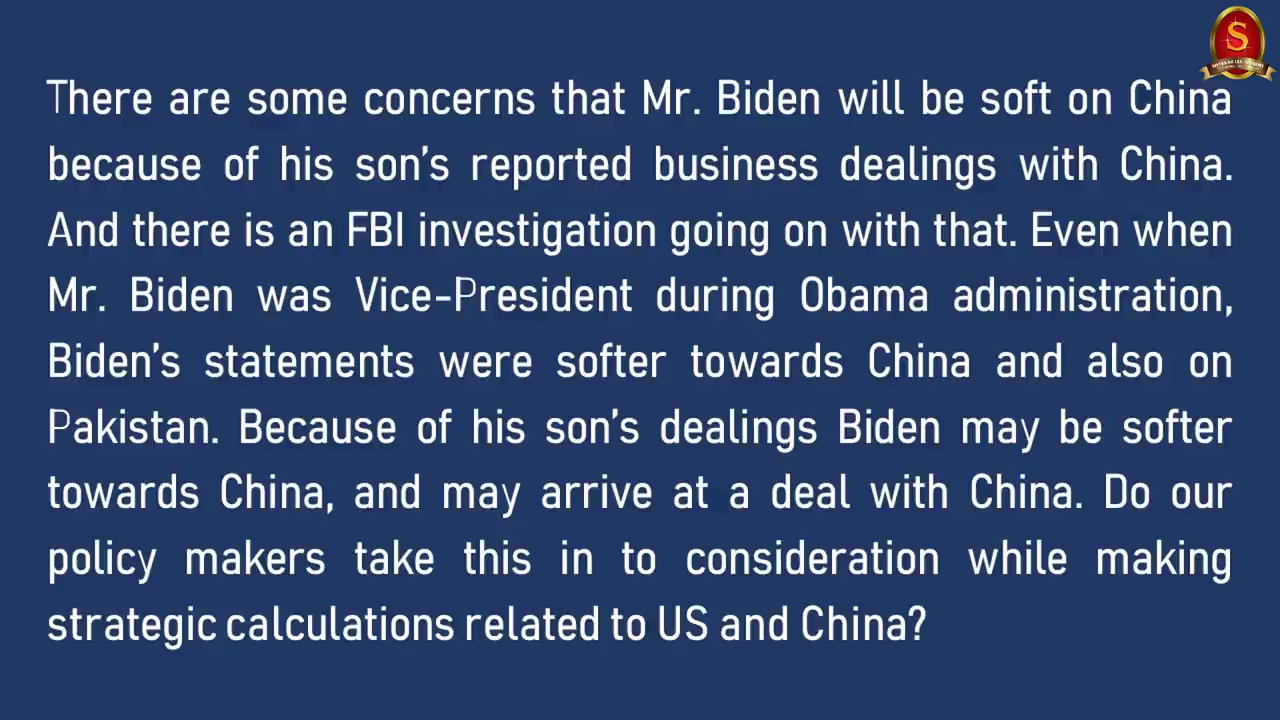 S
There are some concerns that Mr. Biden will be soft on China
because of his son's reported business dealings with China.
And there is an FBI investigation going on with that. Even when
Mr. Biden was Vice-President during Obama administration,
Biden's statements were softer towards China and also on
Pakistan. Because of his son's dealings Biden may be softer
towards China, and may arrive at a deal with China. Do our
policy makers take this in to consideration while making
strategic calculations related to US and China?